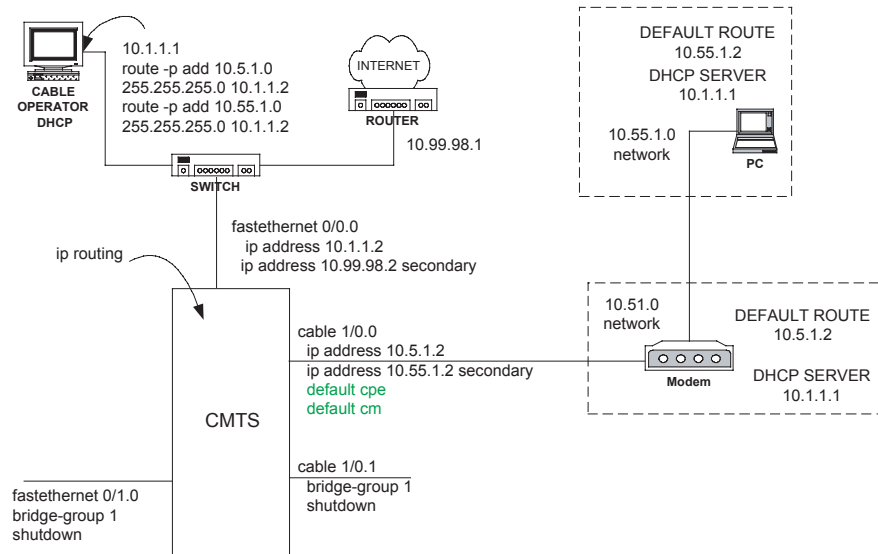 10.1.1.1
route -p add 10.5.1.0
255.255.255.0 10.1.1.2
route -p add 10.55.1.0
255.255.255.0 10.1.1.2
CABLE
OPERATOR
DHCP
INTERNET
ROUTER
10.99.98.1
SWITCH
DEFAULT ROUTE
10.55.1.2
DHCP SERVER
10.1.1.1
10.55.1.0
network
PC
fastethernet 0/0.0
ip address 10.1.1.2
ip address 10.99.98.2 secondary
ip routing
cable 1/0.0
ip address 10.5.1.2
ip address 10.55.1.2 secondary
default cpe
default cm
10.51.0
network
Modem
DEFAULT ROUTE
10.5.1.2
DHCP SERVER
10.1.1.1
CMTS
cable 1/0.1
bridge-group 1
shutdown
fastethernet 0/1.0
bridge-group 1
shutdown